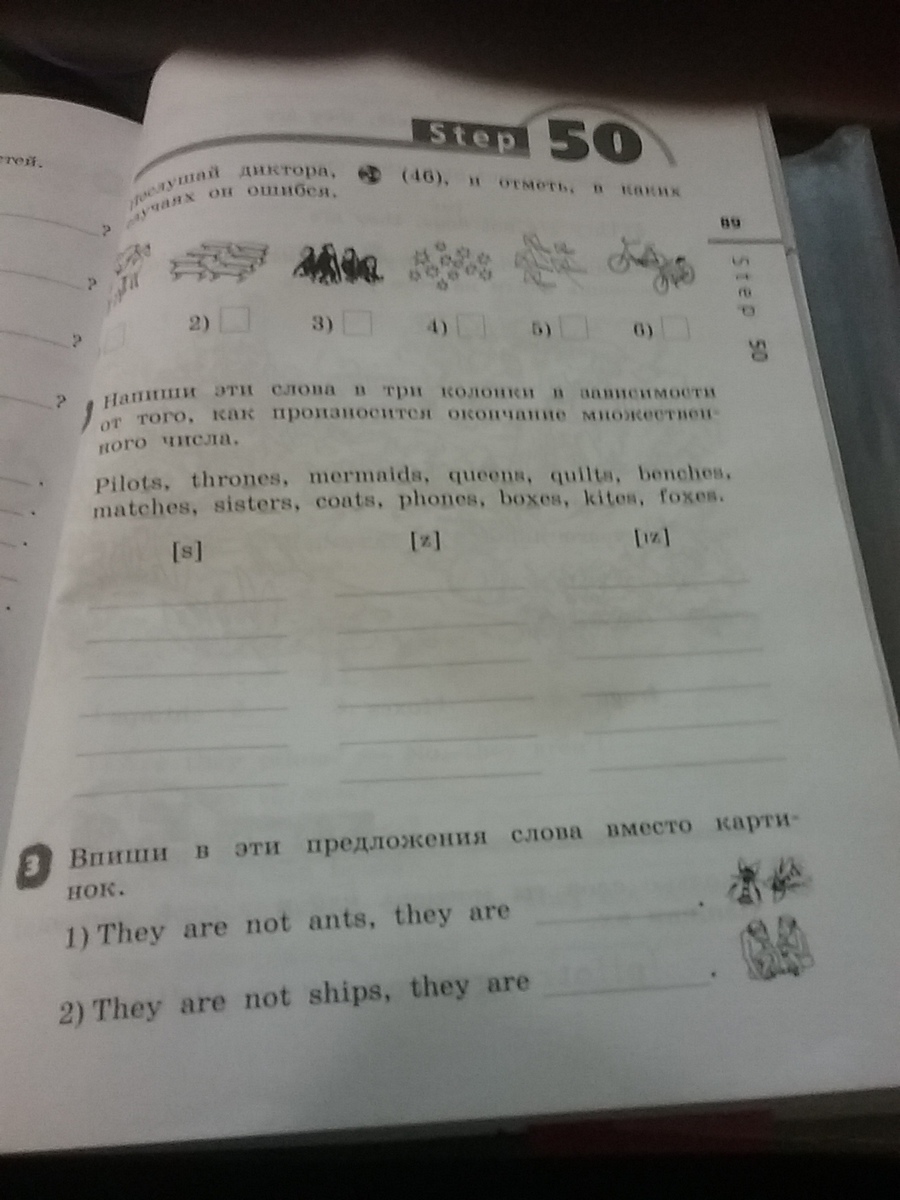 Step 50
тей.
Послушай диктора, (46), и отметь, в каких
случаях он ошибся.
?
89
?
Step 50
2) 3) 4) 5) 6)
?
?
Напиши эти слова в три колонки в зависимости
от того, как произносится окончание множествен-
ного числа.
Pilots, thrones, mermaids, queens, quilts, benches,
matches, sisters, coats, phones, boxes, kites, foxes.
[s] [z] [ɪz]
3 Впиши в эти предложения слова вместо карти-
нок.
1) They are not ants, they are .
2) They are not ships, they are .